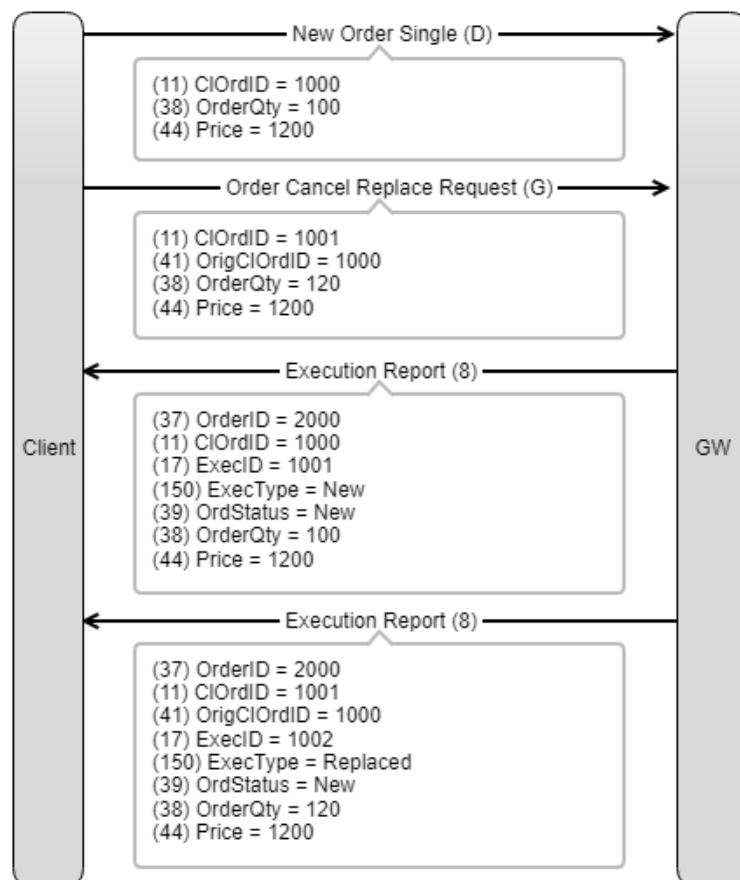 New Order Single (D)
(11) ClOrdID = 1000
(38) OrderQty = 100
(44) Price = 1200
Order Cancel Replace Request (G)
(11) ClOrdID = 1001
(41) OrigClOrdID = 1000
(38) OrderQty = 120
(44) Price = 1200
Execution Report (8)
(37) OrderID = 2000
(11) ClOrdID = 1000
Client
GW
(17) ExecID = 1001
(150) ExecType = New
(39) OrdStatus = New
(38) OrderQty = 100
(44) Price = 1200
Execution Report (8)
(37) OrderID = 2000
(11) ClOrdID = 1001
(41) OrigClOrdID = 1000
(17) ExecID = 1002
(150) ExecType = Replaced
(39) OrdStatus = New
(38) OrderQty = 120
(44) Price = 1200